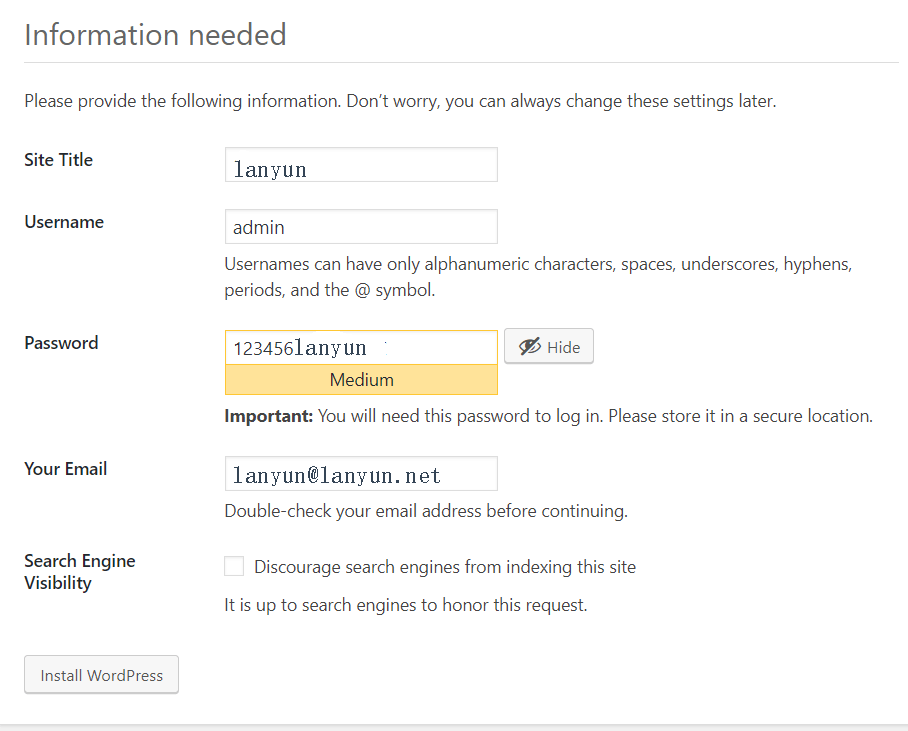 Information needed
Please provide the following information. Don’t worry, you can always change these settings later.
Site Title
lanyun
Username
admin
Usernames can have only alphanumeric characters, spaces, underscores, hyphens,
periods, and the @ symbol.
Password
123456lanyun
Hide
Medium
Important: You will need this password to log in. Please store it in a secure location.
Your Email
lanyun@lanyun.net
Double-check your email address before continuing.
Search Engine
Visibility
Discourage search engines from indexing this site
It is up to search engines to honor this request.
Install WordPress